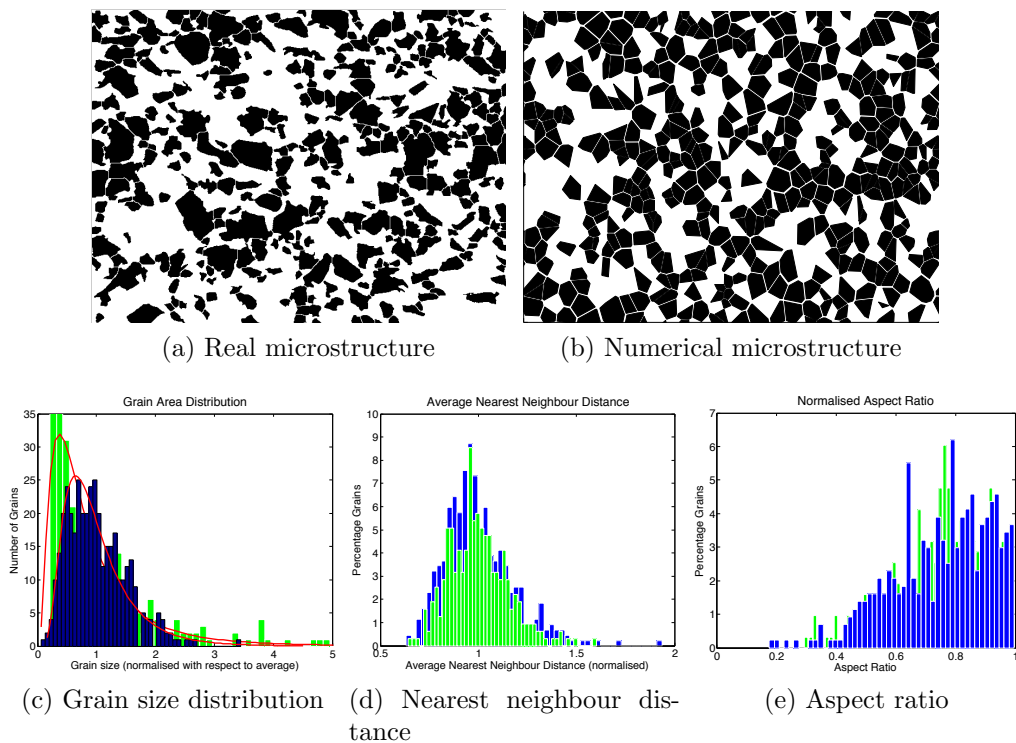 (a) Real microstructure
(b) Numerical microstructure
Grain Area Distribution
Number of Grains
35
30
25
20
15
10
5
0
0 1 2 3 4 5
Grain size (normalised with respect to average)
(c) Grain size distribution
Average Nearest Neighbour Distance
Percentage Grains
10
9
8
7
6
5
4
3
2
1
0
0.5 1 1.5 2
Average Nearest Neighbour Distance (normalised)
(d) Nearest neighbour dis-
tance
Normalised Aspect Ratio
Percentage Grains
7
6
5
4
3
2
1
0
0 0.2 0.4 0.6 0.8 1
Aspect Ratio
(e) Aspect ratio